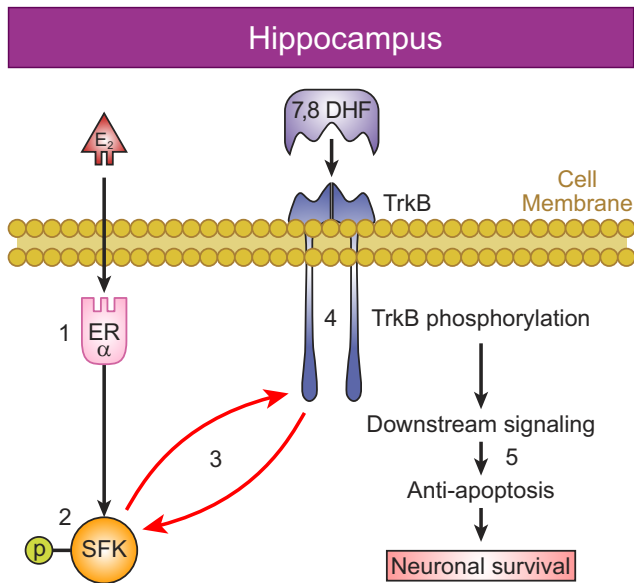 Hippocampus
7,8 DHF
E2
TrkB
Cell
Membrane
1
ER
α
4
TrkB phosphorylation
3
Downstream signaling
5
Anti-apoptosis
2
p
SFK
Neuronal survival